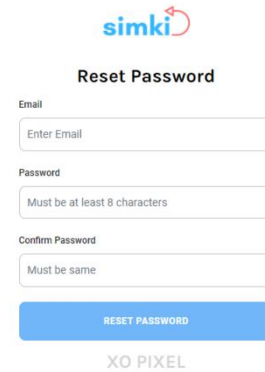 simki
Reset Password
Email
Enter Email
Password
Must be at least 8 characters
Confirm Password
Must be same
RESET PASSWORD
XO PIXEL